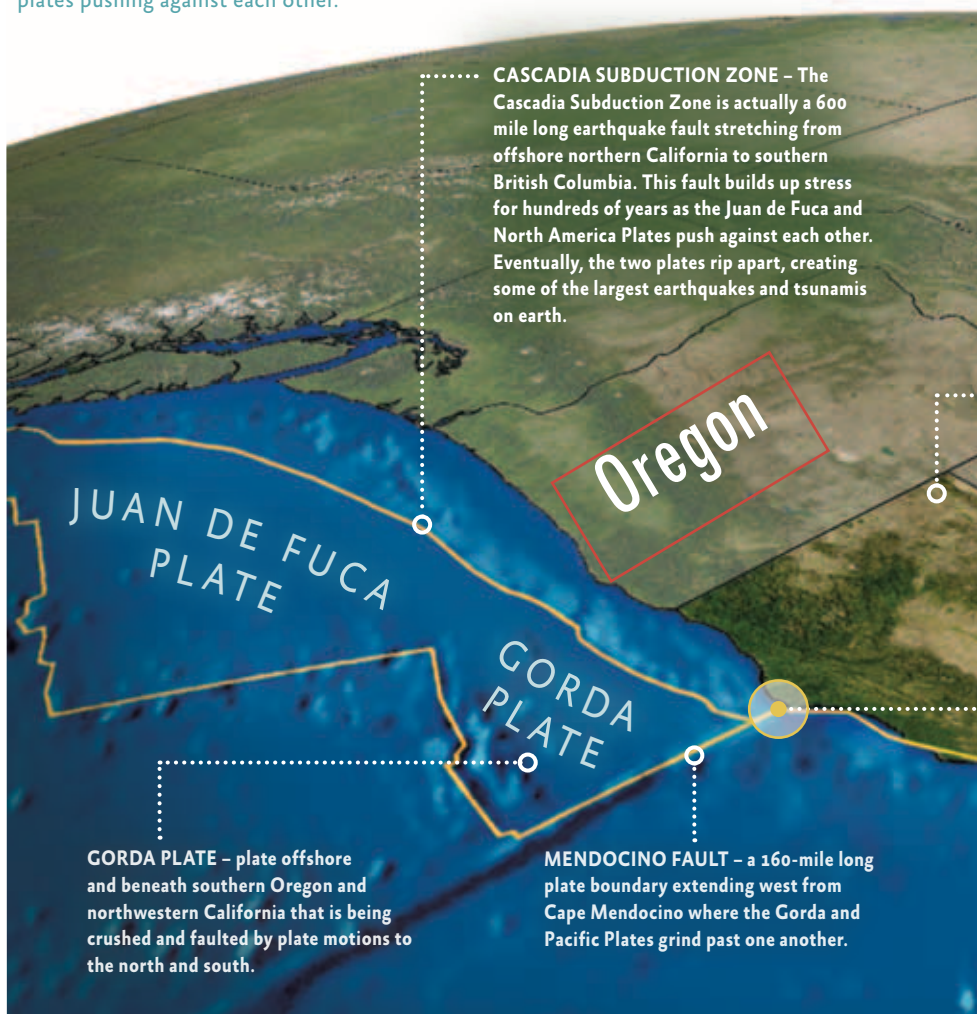 plates pushing against each other.
CASCADIA SUBDUCTION ZONE – The
Cascadia Subduction Zone is actually a 600
mile long earthquake fault stretching from
offshore northern California to southern
British Columbia. This fault builds up stress
for hundreds of years as the Juan de Fuca and
North America Plates push against each other.
Eventually, the two plates rip apart, creating
some of the largest earthquakes and tsunamis
on earth.
Oregon
JUAN DE FUCA
PLATE
GORDA
PLATE
GORDA PLATE – plate offshore
and beneath southern Oregon and
northwestern California that is being
crushed and faulted by plate motions to
the north and south.
MENDOCINO FAULT – a 160-mile long
plate boundary extending west from
Cape Mendocino where the Gorda and
Pacific Plates grind past one another.